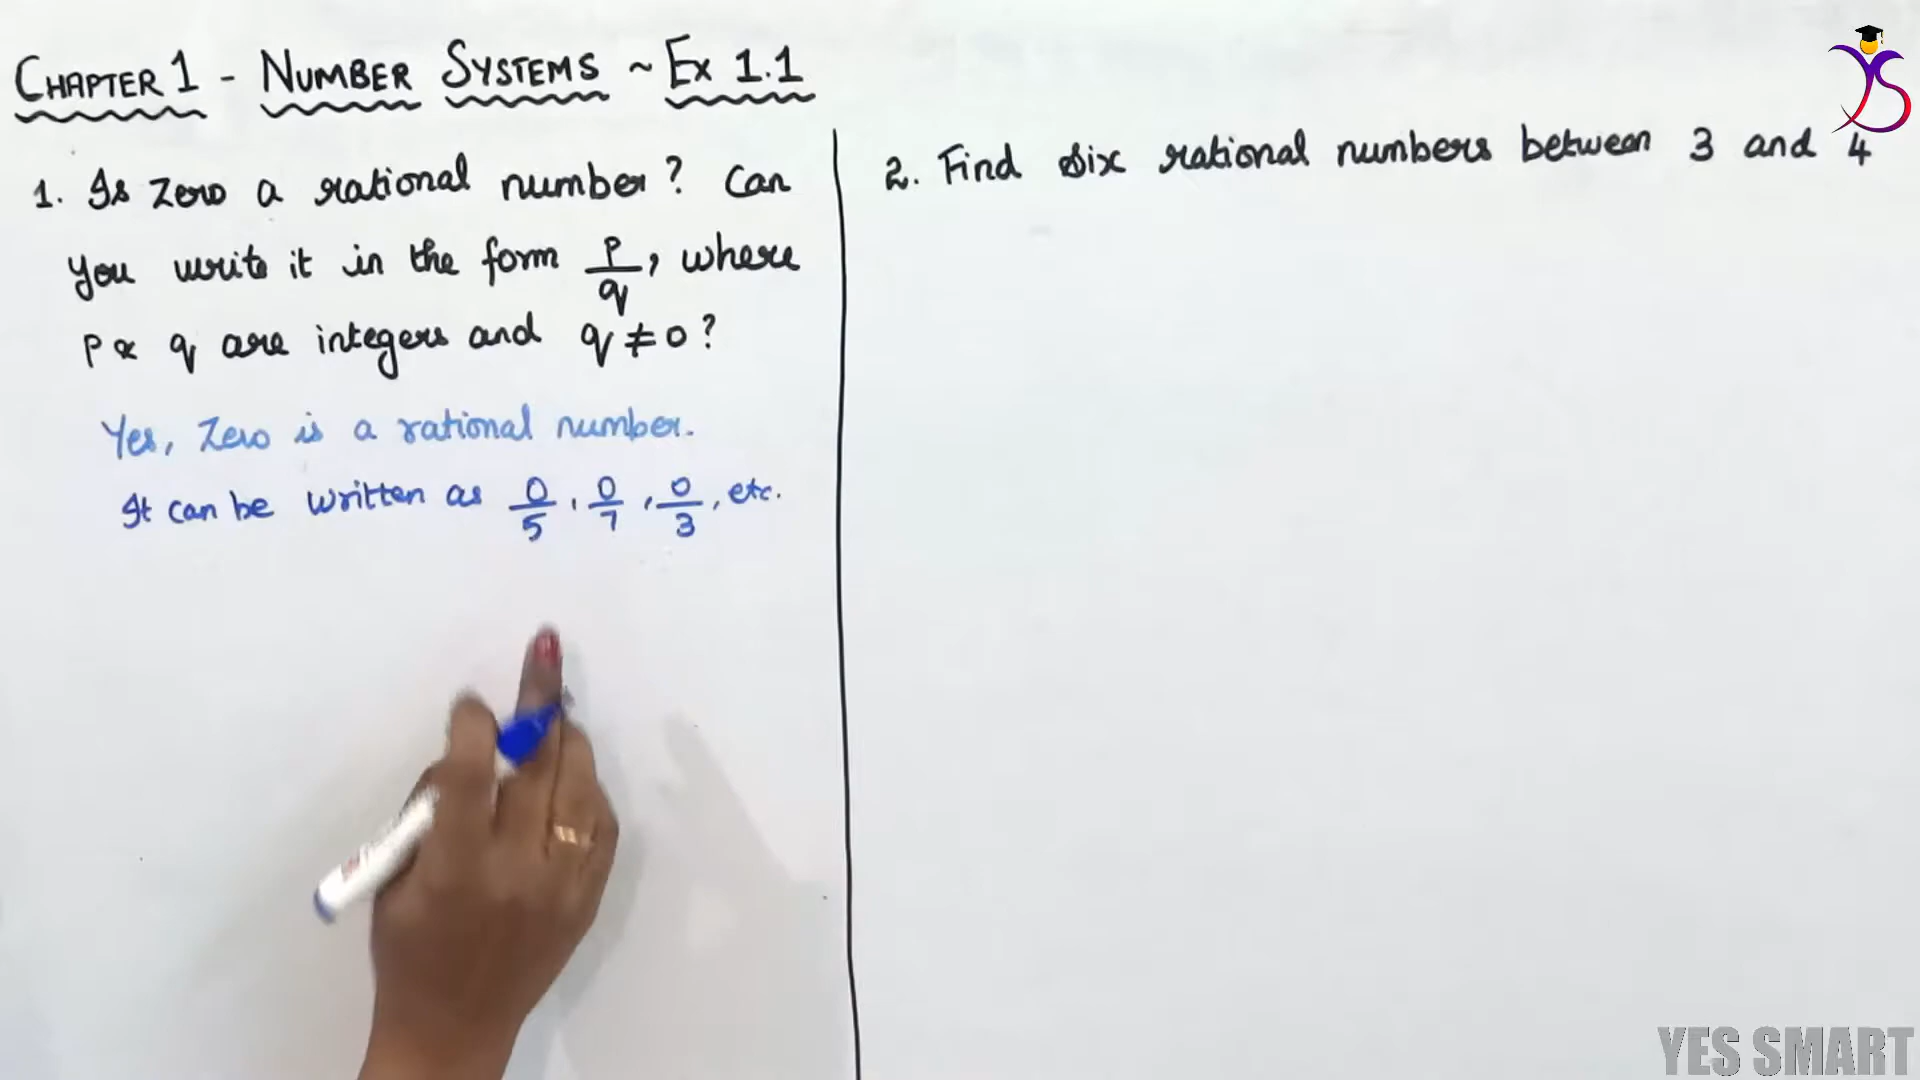 CHAPTER 1 - NUMBER SYSTEMS ~ EX 1.1
1. Is zero a rational number? Can
you write it in the form p/q, where
p & q are integers and q ≠ 0?
Yes, Zero is a rational number.
It can be written as 0/5, 0/7, 0/3, etc.
2. Find six rational numbers between 3 and 4
YS
YES SMART